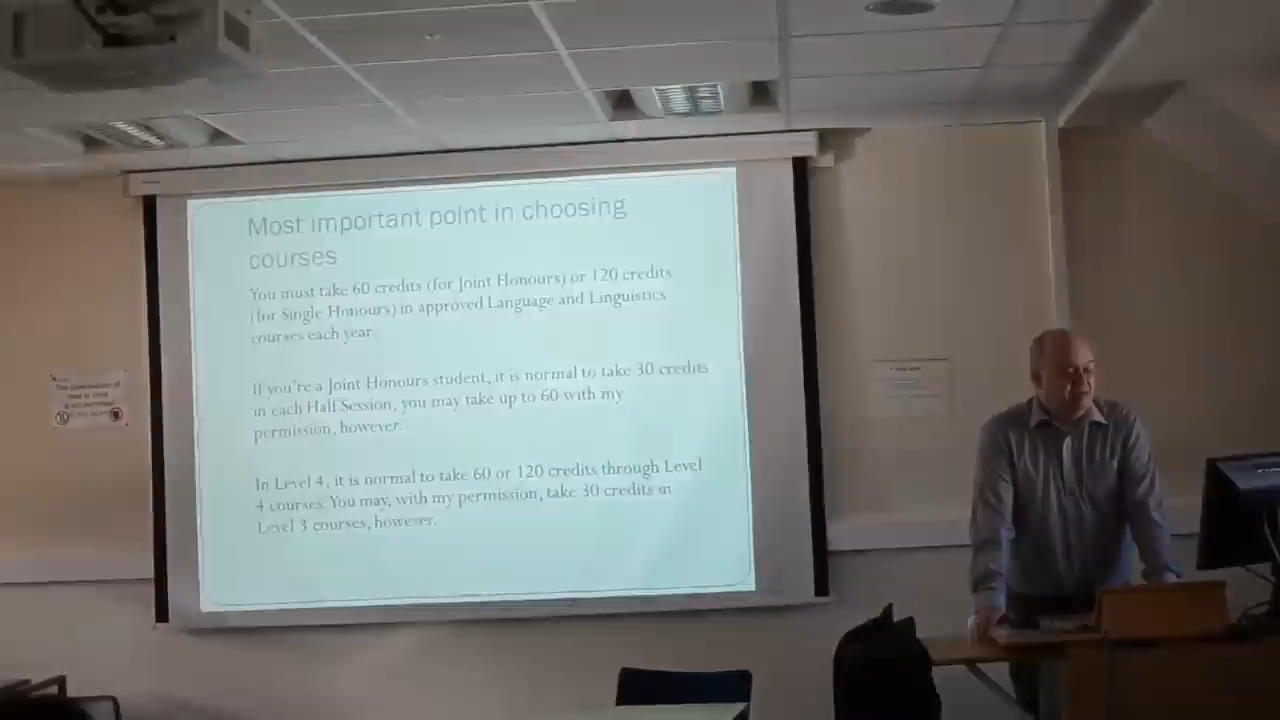 Most important point in choosing
courses
You must take 60 credits (for Joint Honours) or 120 credits
(for Single Honours) in approved Language and Linguistics
courses each year.
If you're a Joint Honours student, it is normal to take 30 credits
in each Half Session, you may take up to 60 with my
permission, however.
In Level 4, it is normal to take 60 or 120 credits through Level
4 courses. You may, with my permission, take 30 credits in
Level 3 courses, however.